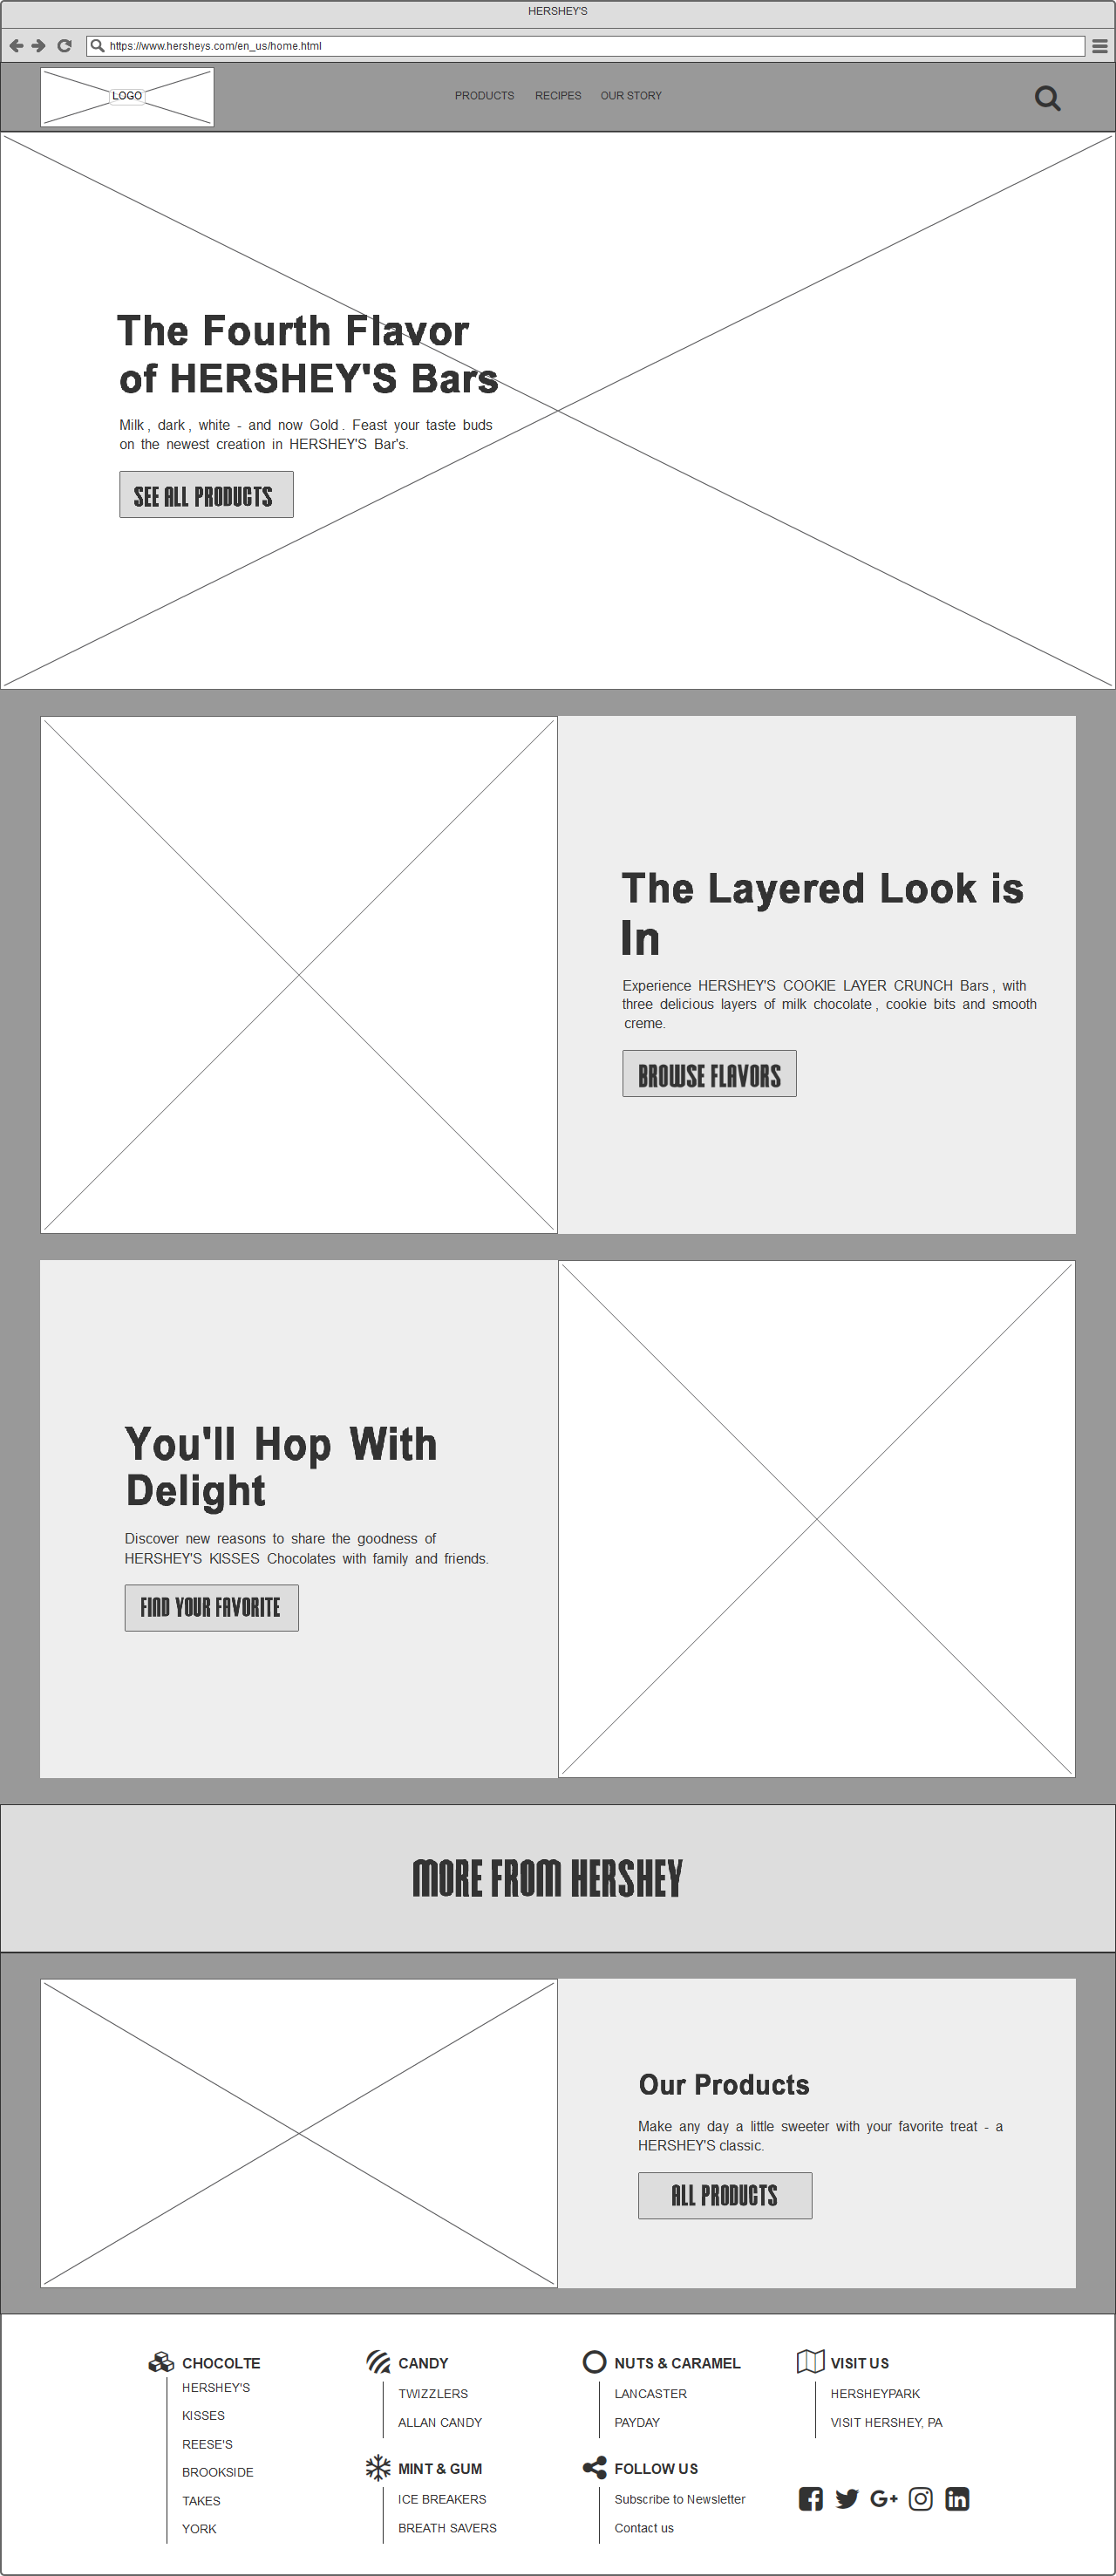 HERSHEY'S
https://www.hersheys.com/en_us/home.html
LOGO
PRODUCTS RECIPES OUR STORY
The Fourth Flavor
of HERSHEY'S Bars
Milk, dark, white - and now Gold. Feast your taste buds
on the newest creation in HERSHEY'S Bar's.
SEE ALL PRODUCTS
The Layered Look is
In
Experience HERSHEY'S COOKIE LAYER CRUNCH Bars, with
three delicious layers of milk chocolate, cookie bits and smooth
creme.
BROWSE FLAVORS
You'll Hop With
Delight
Discover new reasons to share the goodness of
HERSHEY'S KISSES Chocolates with family and friends.
FIND YOUR FAVORITE
MORE FROM HERSHEY
Our Products
Make any day a little sweeter with your favorite treat - a
HERSHEY'S classic.
ALL PRODUCTS
CHOCOLTE
HERSHEY'S
KISSES
REESE'S
BROOKSIDE
TAKES
YORK
CANDY
TWIZZLERS
ALLAN CANDY
MINT & GUM
ICE BREAKERS
BREATH SAVERS
NUTS & CARAMEL
LANCASTER
PAYDAY
FOLLOW US
Subscribe to Newsletter
Contact us
VISIT US
HERSHEYPARK
VISIT HERSHEY, PA